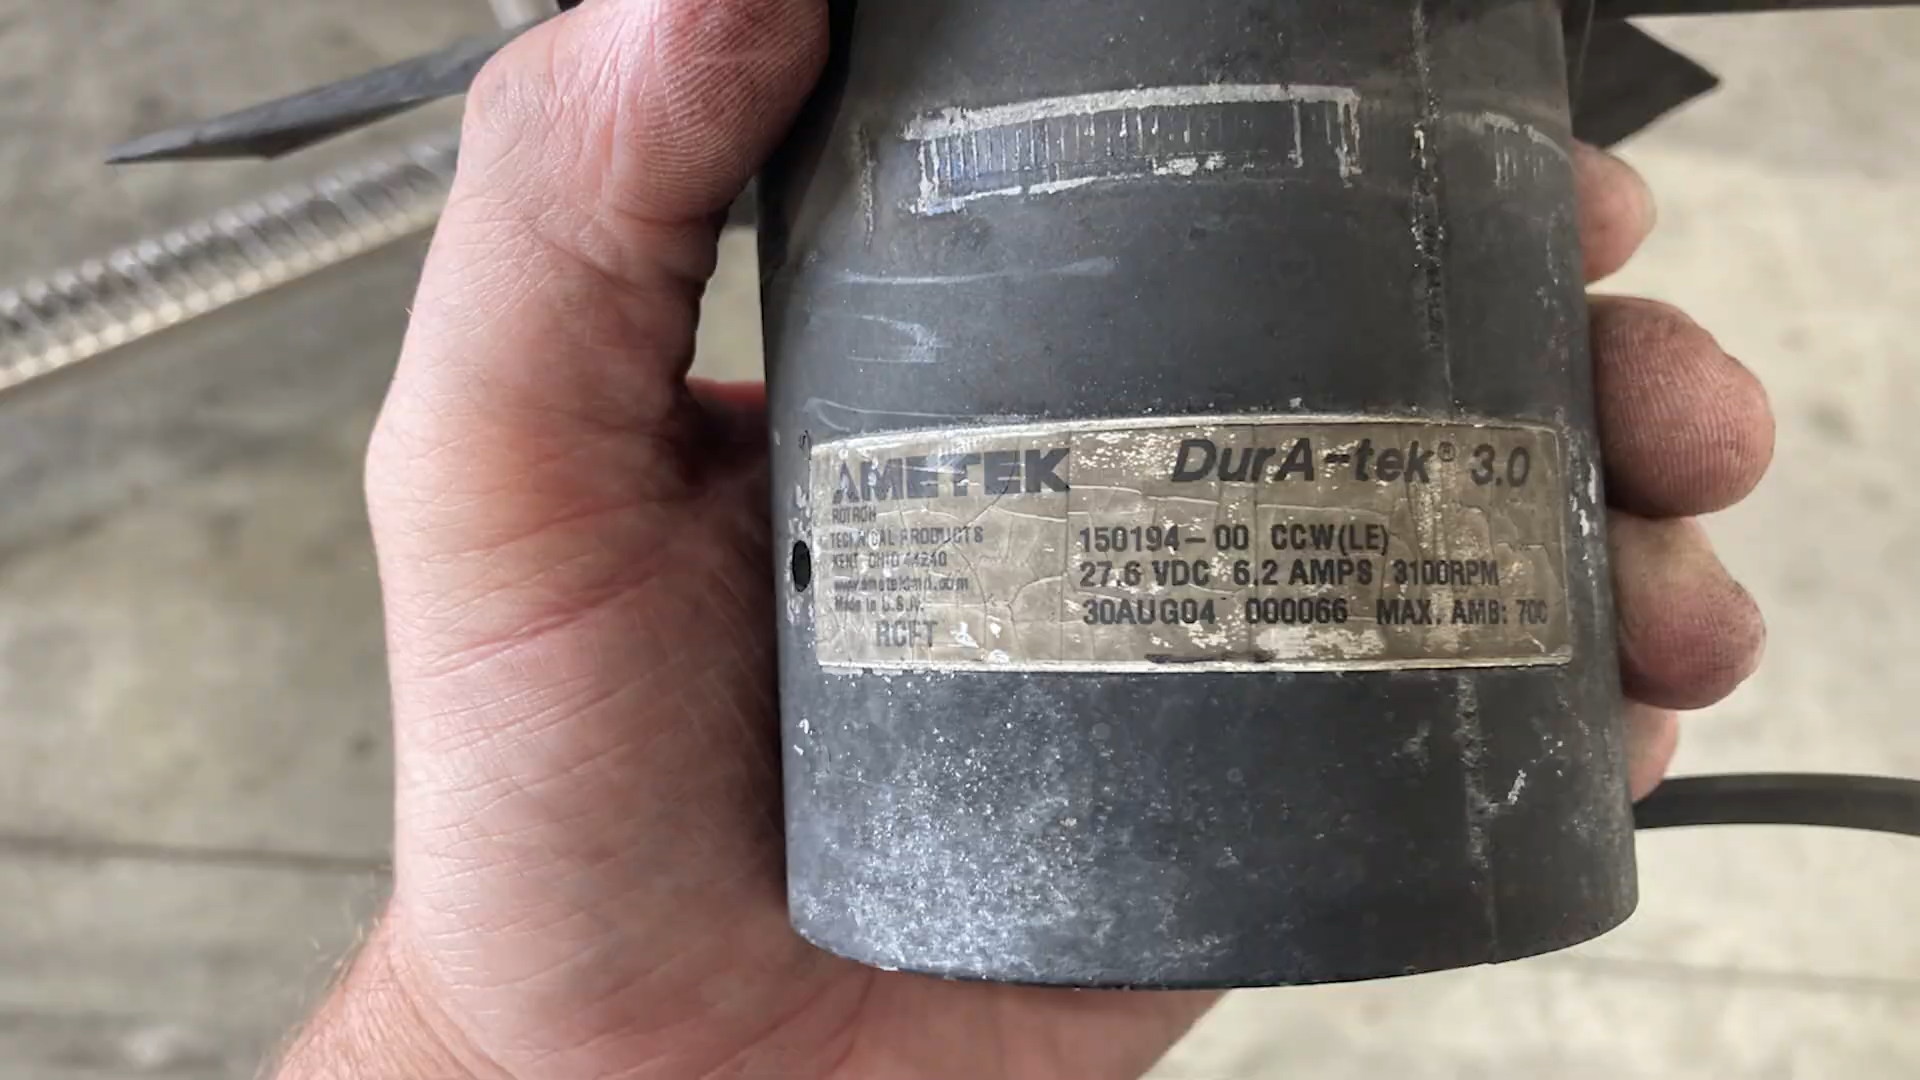 AMETEK
DurA-tek® 3.0
ROTRON
TECHNICAL PRODUCTS
KENT, OHIO 44240
Made in U.S.A.
RCFT
150194-00 CCW(LE)
27.6 VDC 6.2 AMPS 3100RPM
30AUG04 000066 MAX. AMB: 70C